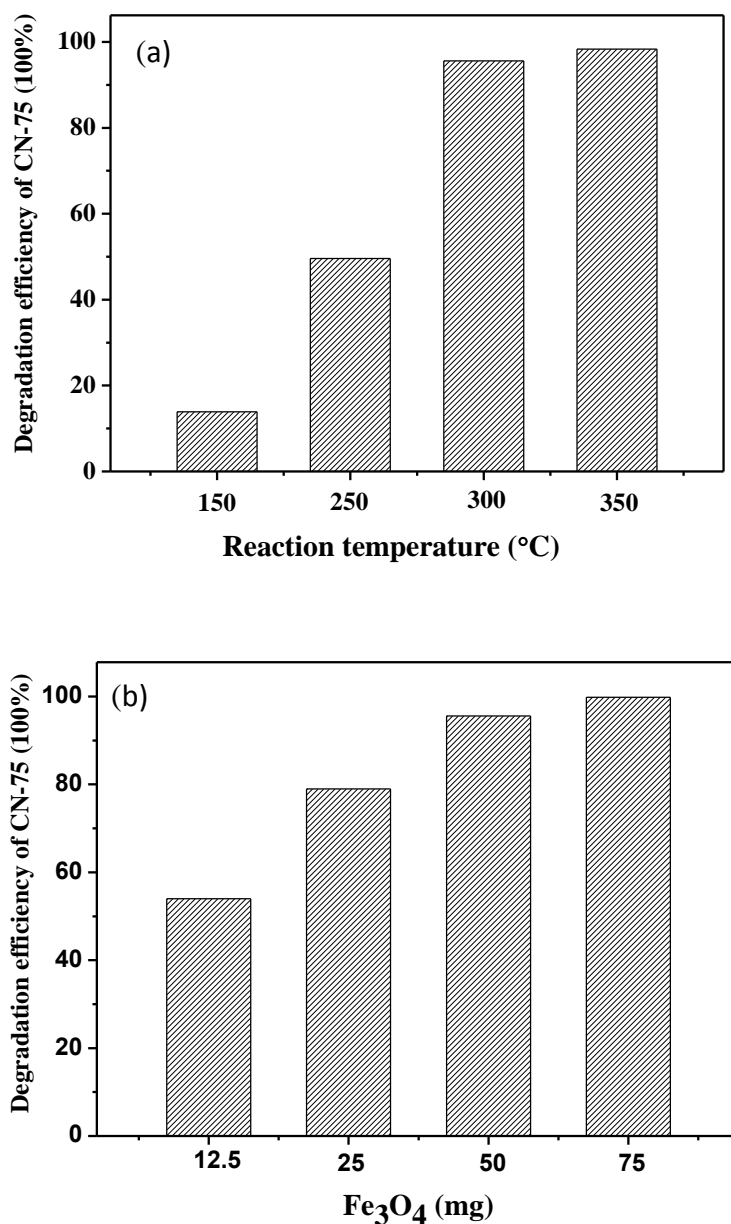 (a)
Degradation efficiency of CN-75 (100%)
100
80
60
40
20
0
150 250 300 350
Reaction temperature (°C)
(b)
Degradation efficiency of CN-75 (100%)
100
80
60
40
20
0
12.5 25 50 75
Fe₃O₄ (mg)